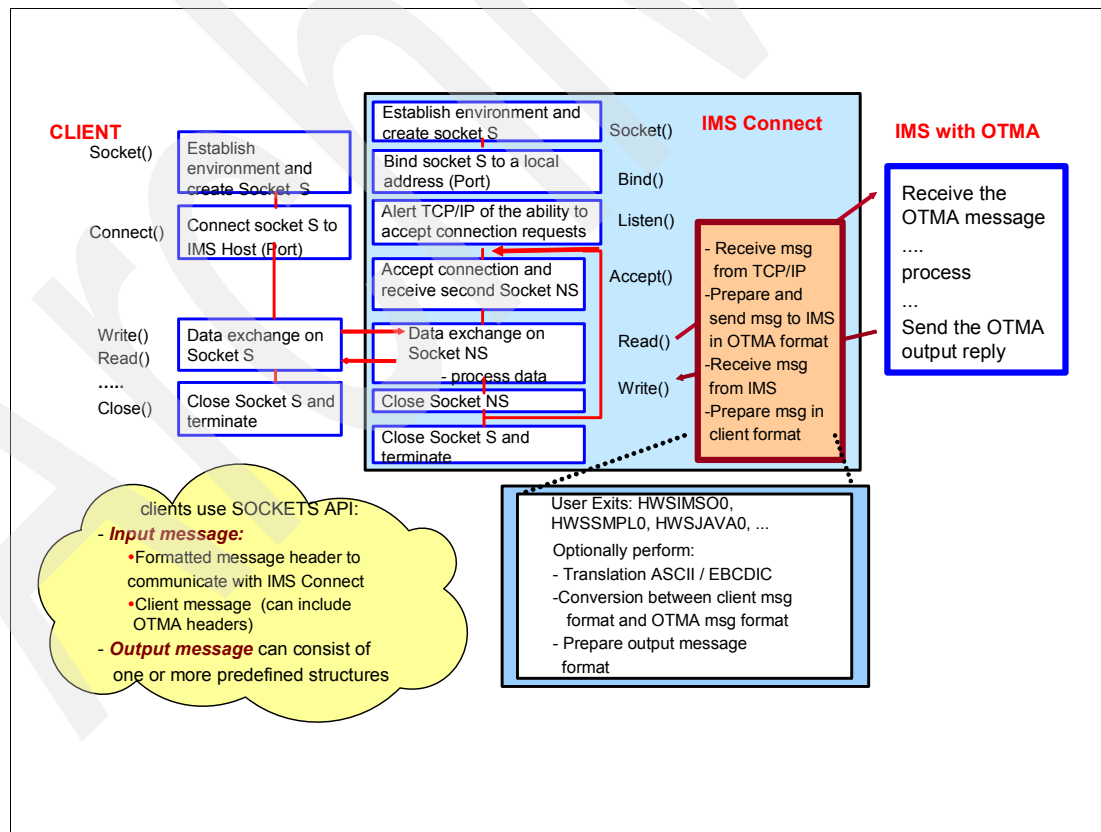 CLIENT
Socket()
Establish
environment and
create Socket S
Connect()
Connect socket S to
IMS Host (Port)
Write()
Read()
.....
Close()
Data exchange on
Socket S
Close Socket S and
terminate
IMS Connect
Establish environment and
create socket S
Socket()
Bind socket S to a local
address (Port)
Bind()
Alert TCP/IP of the ability to
accept connection requests
Listen()
Accept connection and
receive second Socket NS
Accept()
Data exchange on
Socket NS
- process data
Read()
Write()
Close Socket NS
Close Socket S and
terminate
- Receive msg
from TCP/IP
-Prepare and
send msg to IMS
in OTMA format
-Receive msg
from IMS
-Prepare msg in
client format
IMS with OTMA
Receive the
OTMA message
....
process
...
Send the OTMA
output reply
clients use SOCKETS API:
- Input message:
•Formatted message header to
communicate with IMS Connect
•Client message (can include
OTMA headers)
- Output message can consist of
one or more predefined structures
User Exits: HWSIMSO0,
HWSSMPL0, HWSJAVA0, ...
Optionally perform:
- Translation ASCII / EBCDIC
-Conversion between client msg
format and OTMA msg format
- Prepare output message
format